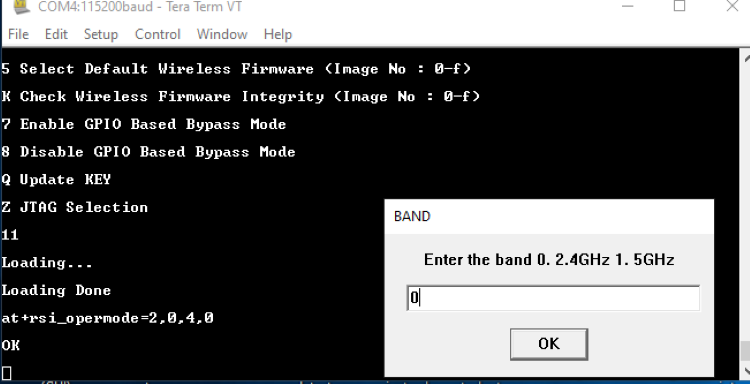 COM4:115200baud - Tera Term VT
File Edit Setup Control Window Help
5 Select Default Wireless Firmware (Image No : 0-f)
K Check Wireless Firmware Integrity (Image No : 0-f)
7 Enable GPIO Based Bypass Mode
8 Disable GPIO Based Bypass Mode
Q Update KEY
Z JTAG Selection
11
Loading...
Loading Done
at+rsi_opermode=2,0,4,0
OK
BAND
Enter the band 0. 2.4GHz 1. 5GHz
0
OK